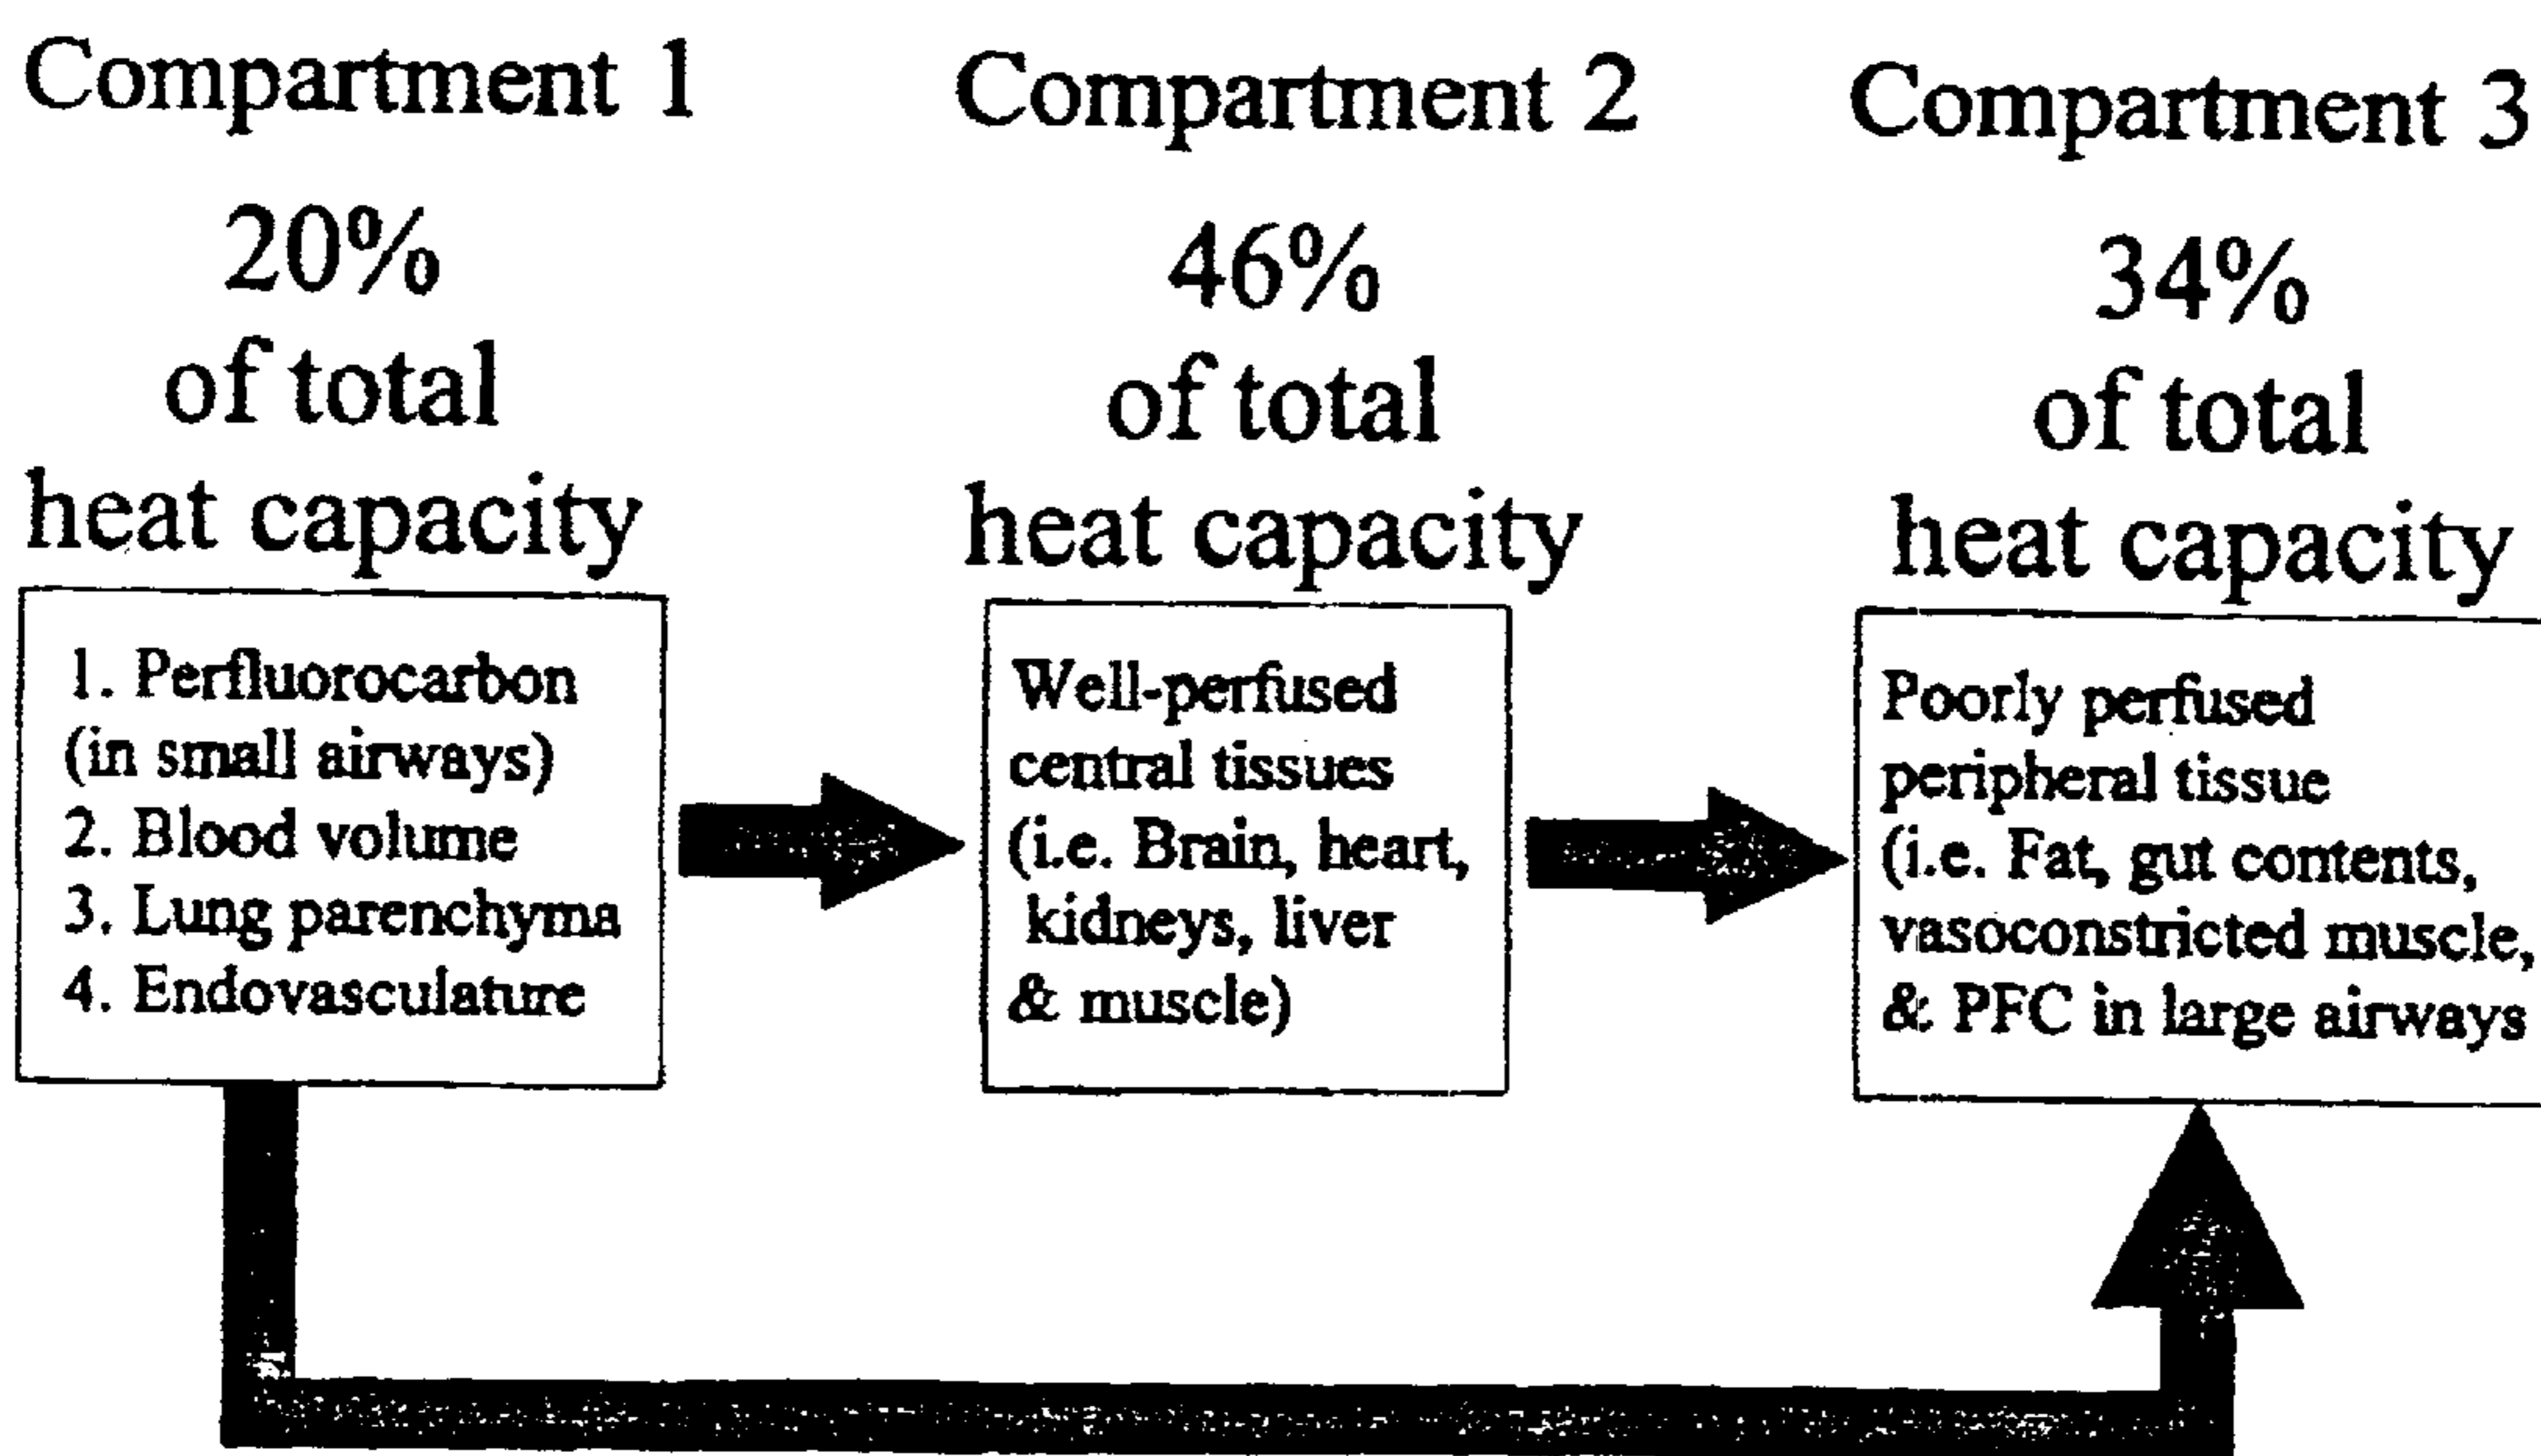 Compartment 1
20%
of total
heat capacity
1. Perfluorocarbon
(in small airways)
2. Blood volume
3. Lung parenchyma
4. Endovasculature
Compartment 2
46%
of total
heat capacity
Well-perfused
central tissues
(i.e. Brain, heart,
kidneys, liver
& muscle)
Compartment 3
34%
of total
heat capacity
Poorly perfused
peripheral tissue
(i.e. Fat, gut contents,
vasoconstricted muscle,
& PFC in large airways